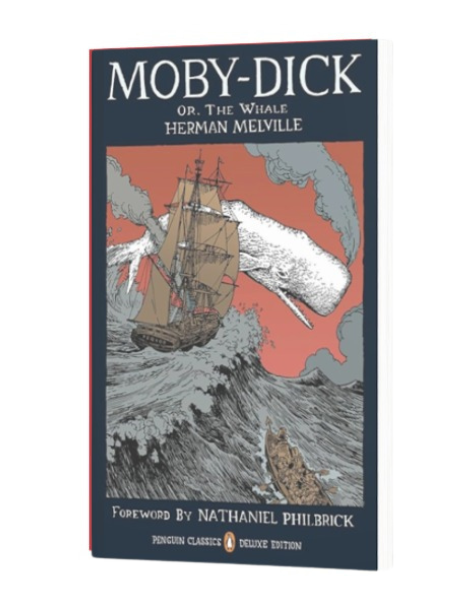 MOBY-DICK
OR, THE WHALE
HERMAN MELVILLE
FOREWORD BY NATHANIEL PHILBRICK
PENGUIN CLASSICS DELUXE EDITION